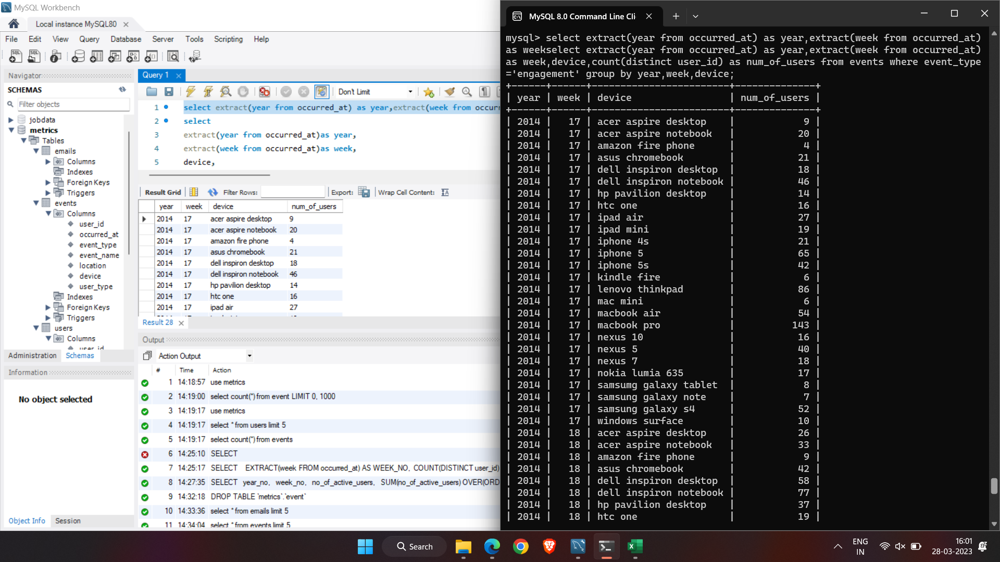 MySQL Workbench
Local instance MySQL80
File Edit View Query Database Server Tools Scripting Help
Navigator
SCHEMAS
Filter objects
jobdata
metrics
Tables
emails
Columns
Indexes
Foreign Keys
Triggers
events
Columns
user_id
occurred_at
event_type
event_name
location
device
user_type
Indexes
Foreign Keys
Triggers
users
Columns
user_id
Administration Schemas
Information
No object selected
Object Info Session
Query 1
Don't Limit
1 select extract(year from occurred_at) as year,extract(week from occurr
2 select
3 extract(year from occurred_at)as year,
4 extract(week from occurred_at)as week,
5 device,
Result Grid Filter Rows: Export: Wrap Cell Content:
year week device num_of_users
2014 17 acer aspire desktop 9
2014 17 acer aspire notebook 20
2014 17 amazon fire phone 4
2014 17 asus chromebook 21
2014 17 dell inspiron desktop 18
2014 17 dell inspiron notebook 46
2014 17 hp pavilion desktop 14
2014 17 htc one 16
2014 17 ipad air 27
Result 28
Output
Action Output
# Time Action
1 14:18:57 use metrics
2 14:19:00 select count(*) from event LIMIT 0, 1000
3 14:19:17 use metrics
4 14:19:17 select * from users limit 5
5 14:19:17 select count(*) from events
6 14:25:10 SELECT
7 14:25:17 SELECT EXTRACT(week FROM occurred_at) AS WEEK_NO, COUNT(DISTINCT user_id)
8 14:27:35 SELECT year_no, week_no, no_of_active_users, SUM(no_of_active_users) OVER(ORD
9 14:32:18 DROP TABLE `metrics`.`event`
10 14:33:36 select * from emails limit 5
11 14:34:04 select * from events limit 5
MySQL 8.0 Command Line Cli
mysql> select extract(year from occurred_at) as year,extract(week from occurred_at)
as weekselect extract(year from occurred_at) as year,extract(week from occurred_at)
as week,device,count(distinct user_id) as num_of_users from events where event_type
='engagement' group by year,week,device;
+------+------+------------------------+--------------+
| year | week | device | num_of_users |
+------+------+------------------------+--------------+
| 2014 | 17 | acer aspire desktop | 9 |
| 2014 | 17 | acer aspire notebook | 20 |
| 2014 | 17 | amazon fire phone | 4 |
| 2014 | 17 | asus chromebook | 21 |
| 2014 | 17 | dell inspiron desktop | 18 |
| 2014 | 17 | dell inspiron notebook | 46 |
| 2014 | 17 | hp pavilion desktop | 14 |
| 2014 | 17 | htc one | 16 |
| 2014 | 17 | ipad air | 27 |
| 2014 | 17 | ipad mini | 19 |
| 2014 | 17 | iphone 4s | 21 |
| 2014 | 17 | iphone 5 | 65 |
| 2014 | 17 | iphone 5s | 42 |
| 2014 | 17 | kindle fire | 6 |
| 2014 | 17 | lenovo thinkpad | 86 |
| 2014 | 17 | mac mini | 6 |
| 2014 | 17 | macbook air | 54 |
| 2014 | 17 | macbook pro | 143 |
| 2014 | 17 | nexus 10 | 16 |
| 2014 | 17 | nexus 5 | 40 |
| 2014 | 17 | nexus 7 | 18 |
| 2014 | 17 | nokia lumia 635 | 17 |
| 2014 | 17 | samsumg galaxy tablet | 8 |
| 2014 | 17 | samsung galaxy note | 7 |
| 2014 | 17 | samsung galaxy s4 | 52 |
| 2014 | 17 | windows surface | 10 |
| 2014 | 18 | acer aspire desktop | 26 |
| 2014 | 18 | acer aspire notebook | 33 |
| 2014 | 18 | amazon fire phone | 9 |
| 2014 | 18 | asus chromebook | 42 |
| 2014 | 18 | dell inspiron desktop | 58 |
| 2014 | 18 | dell inspiron notebook | 77 |
| 2014 | 18 | hp pavilion desktop | 37 |
| 2014 | 18 | htc one | 19 |
Search
ENG
IN
16:01
28-03-2023